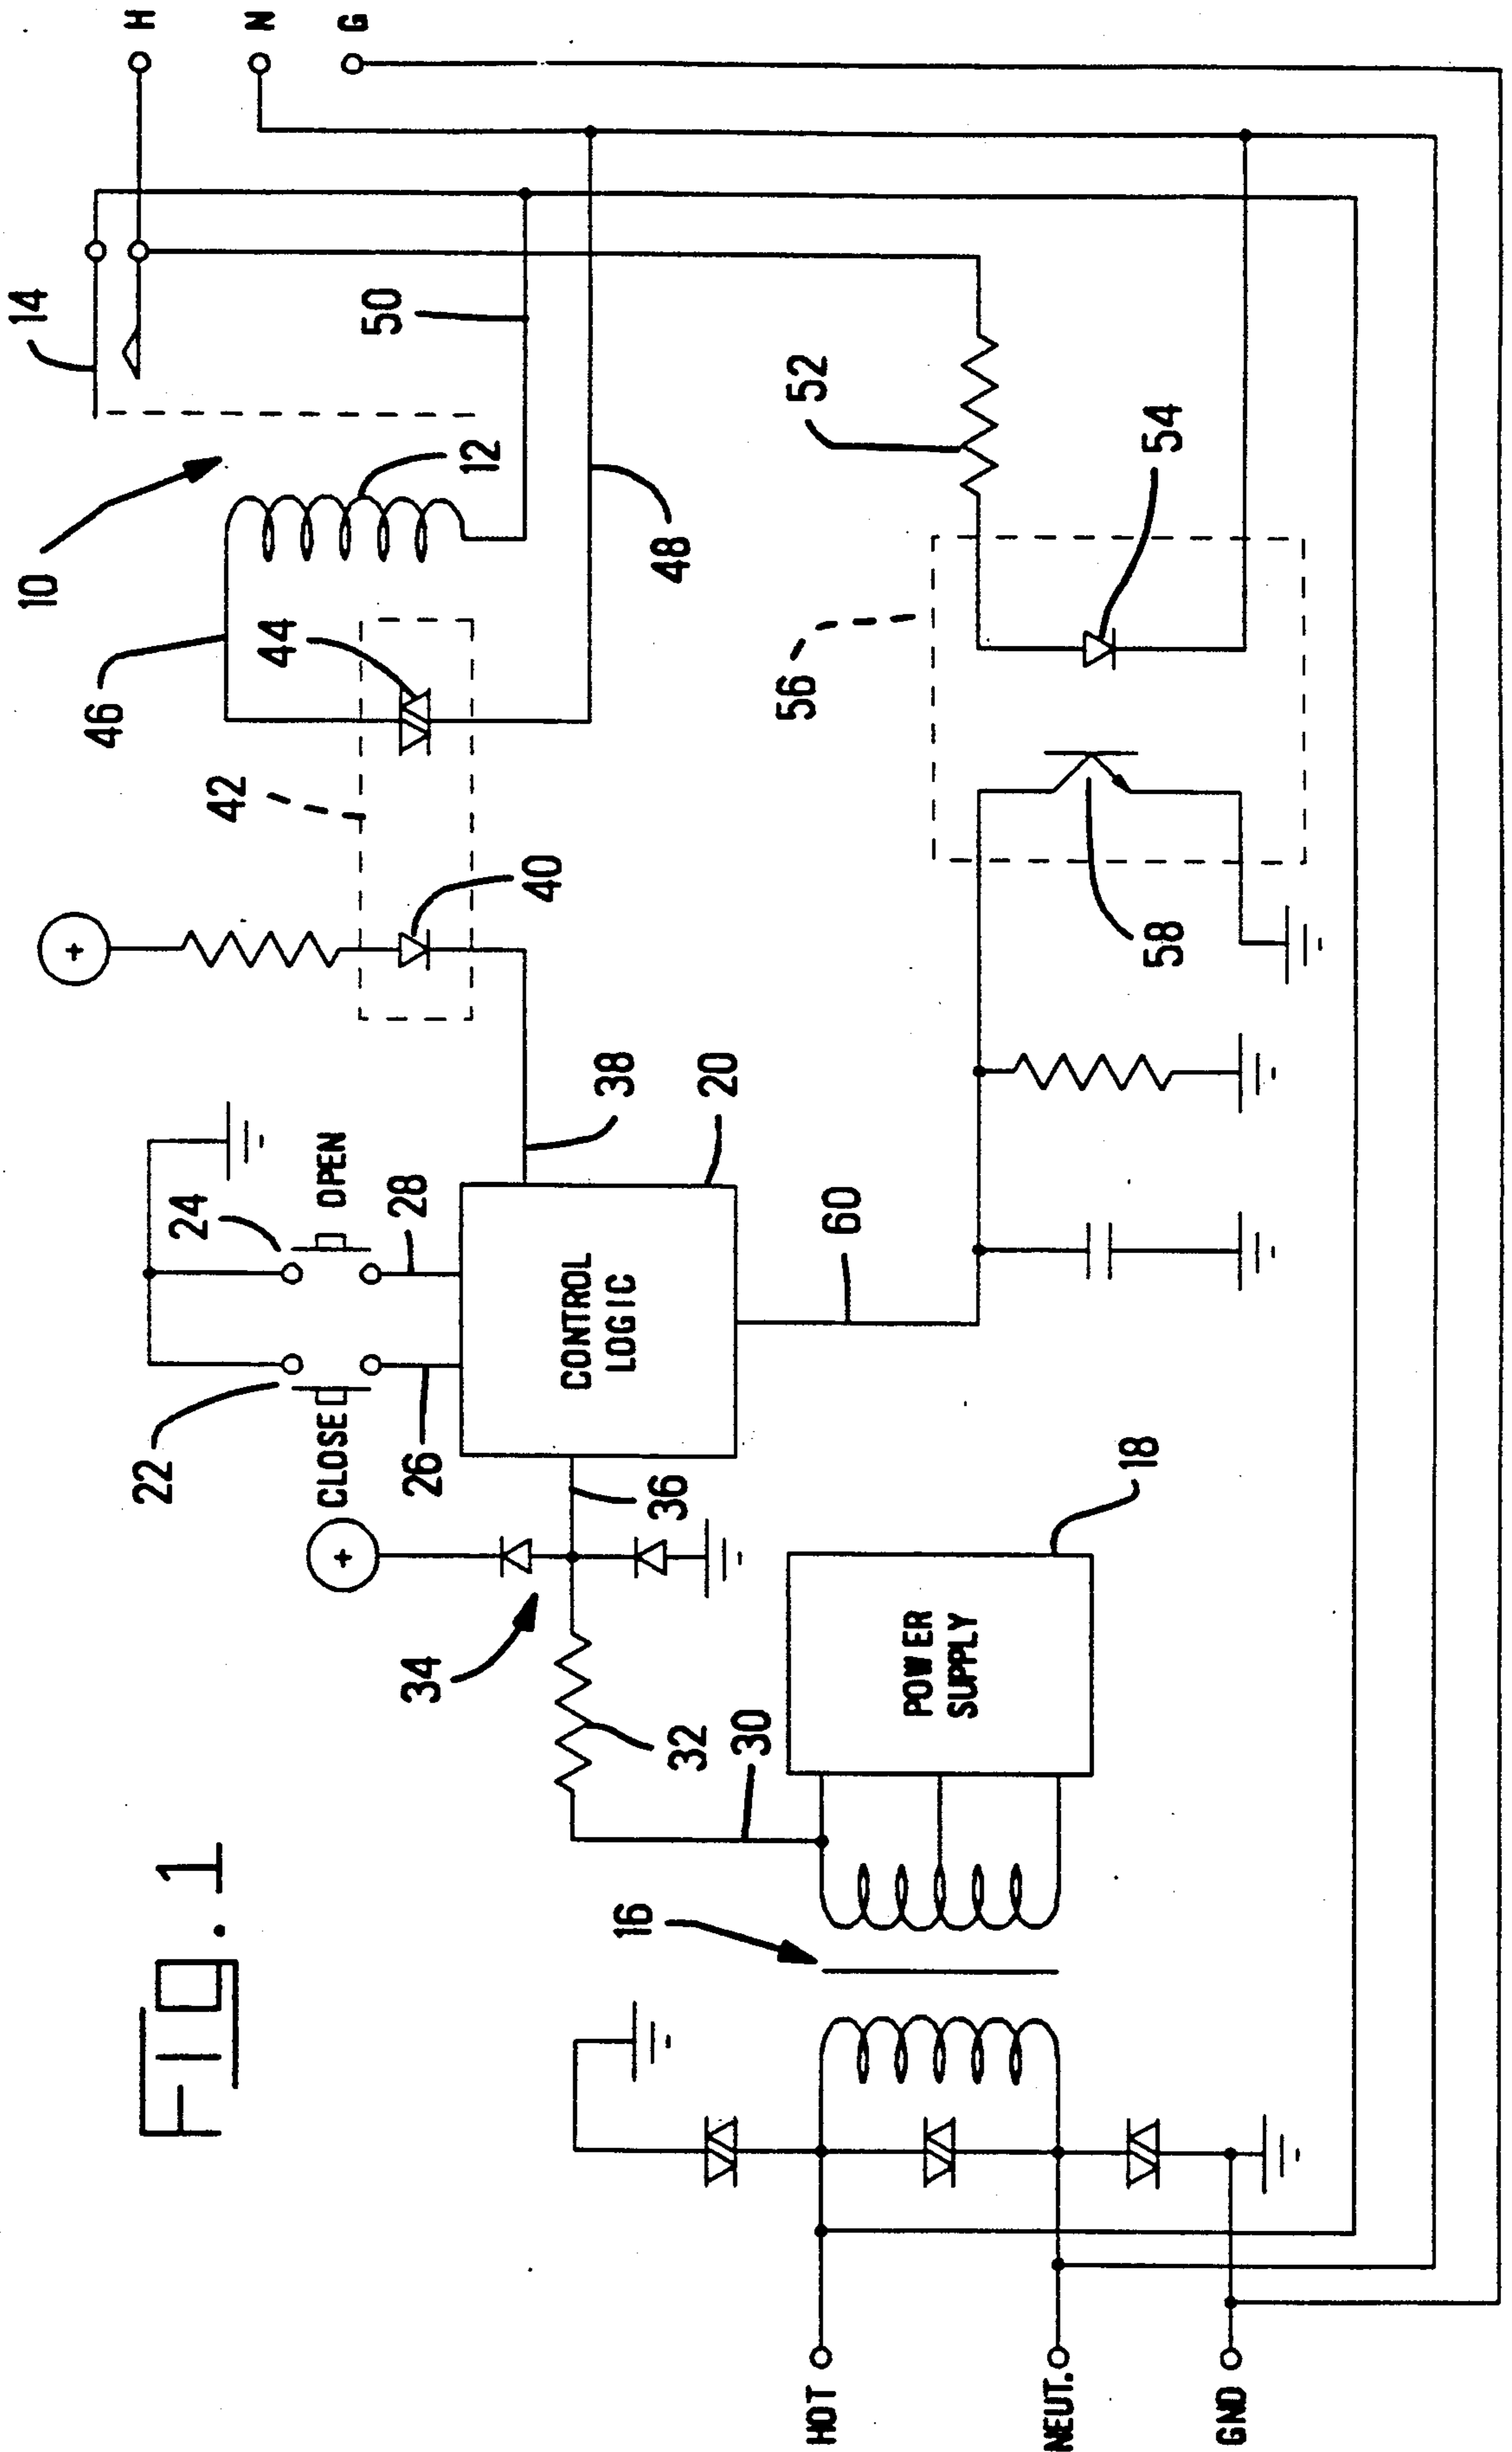 FIG. 1
H
N
G
14
10
50
12
46
44
48
52
54
42
56
40
58
24
OPEN
38
28
20
22
CLOSE
26
CONTROL
LOGIC
60
36
34
32
30
18
POWER
SUPPLY
16
HOT
NEUT.
GND